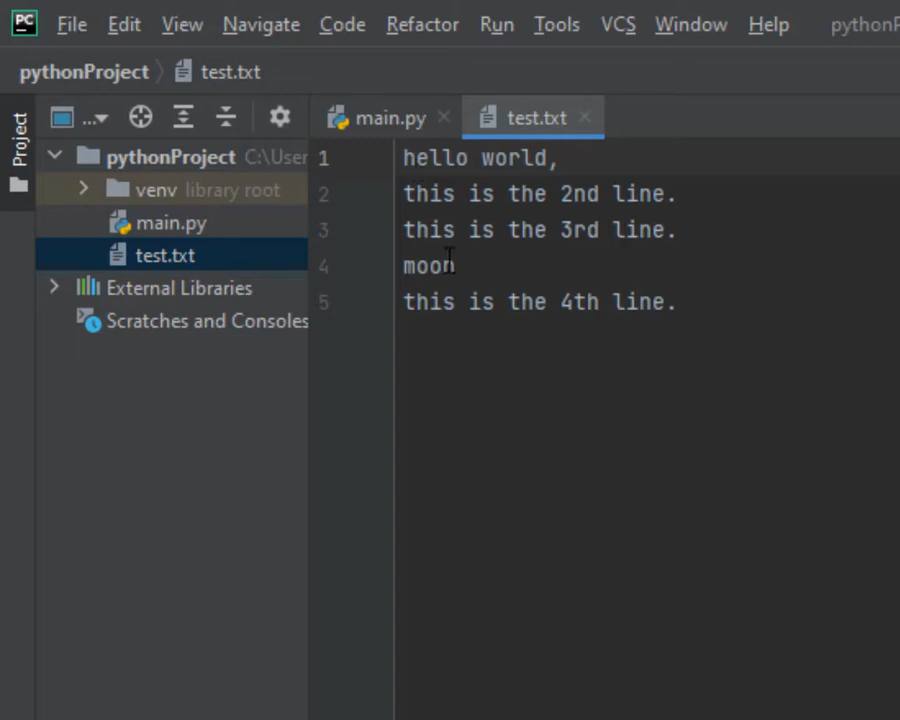 PC File Edit View Navigate Code Refactor Run Tools VCS Window Help pythonP
pythonProject 〉 test.txt
Project
...
main.py test.txt
pythonProject C:\User
venv library root
main.py
test.txt
External Libraries
Scratches and Consoles
1 hello world,
2 this is the 2nd line.
3 this is the 3rd line.
4 moon
5 this is the 4th line.